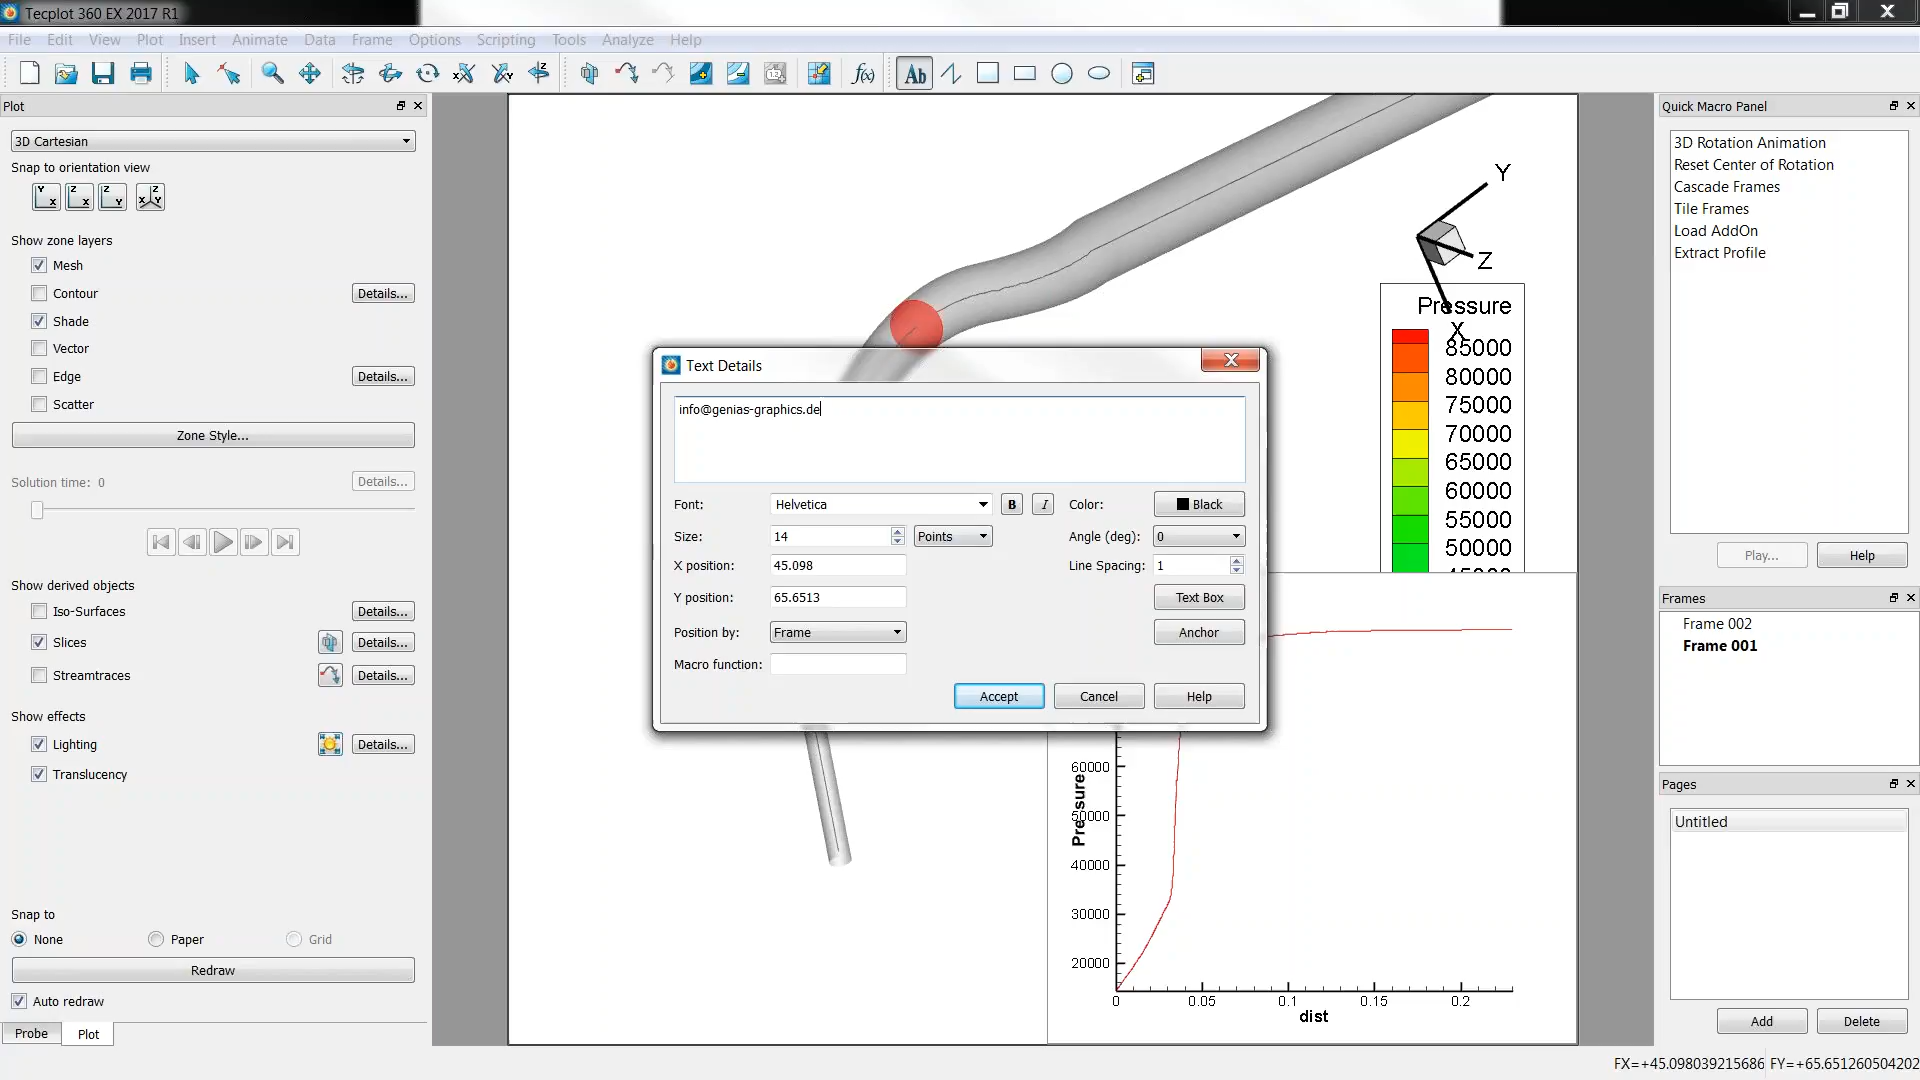 Tecplot 360 EX 2017 R1
File Edit View Plot Insert Animate Data Frame Options Scripting Tools Analyze Help
Plot
3D Cartesian
Snap to orientation view
Y X Z X Z Y Z X Y
Show zone layers
Mesh
Contour Details...
Shade
Vector
Edge Details...
Scatter
Zone Style...
Solution time: 0 Details...
Show derived objects
Iso-Surfaces Details...
Slices Details...
Streamtraces Details...
Show effects
Lighting Details...
Translucency
Snap to
None Paper Grid
Redraw
Auto redraw
Probe Plot
Y
Z
X
Pressure
85000
80000
75000
70000
65000
60000
55000
50000
Text Details
info@genias-graphics.de
Font: Helvetica B I Color: Black
Size: 14 Points Angle (deg): 0
X position: 45.098 Line Spacing: 1
Y position: 65.6513 Text Box
Position by: Frame Anchor
Macro function:
Accept Cancel Help
Pressure
60000
50000
40000
30000
20000
0 0.05 0.1 0.15 0.2
dist
Quick Macro Panel
3D Rotation Animation
Reset Center of Rotation
Cascade Frames
Tile Frames
Load AddOn
Extract Profile
Play... Help
Frames
Frame 002
Frame 001
Pages
Untitled
Add Delete
FX=+45.098039215686 FY=+65.651260504202